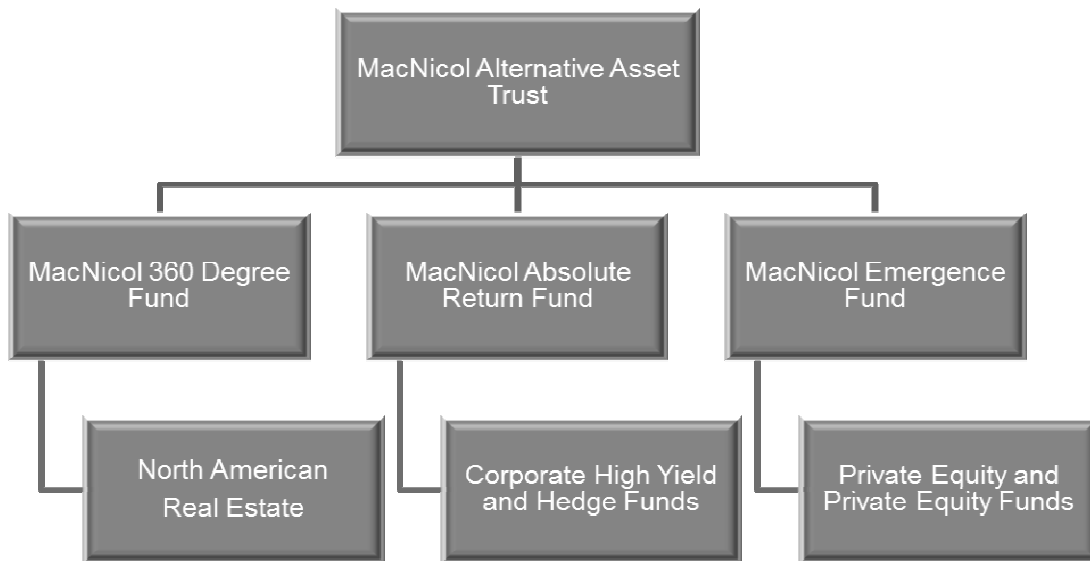 MacNicol Alternative Asset
Trust
MacNicol 360 Degree
Fund
MacNicol Absolute
Return Fund
MacNicol Emergence
Fund
North American
Real Estate
Corporate High Yield
and Hedge Funds
Private Equity and
Private Equity Funds